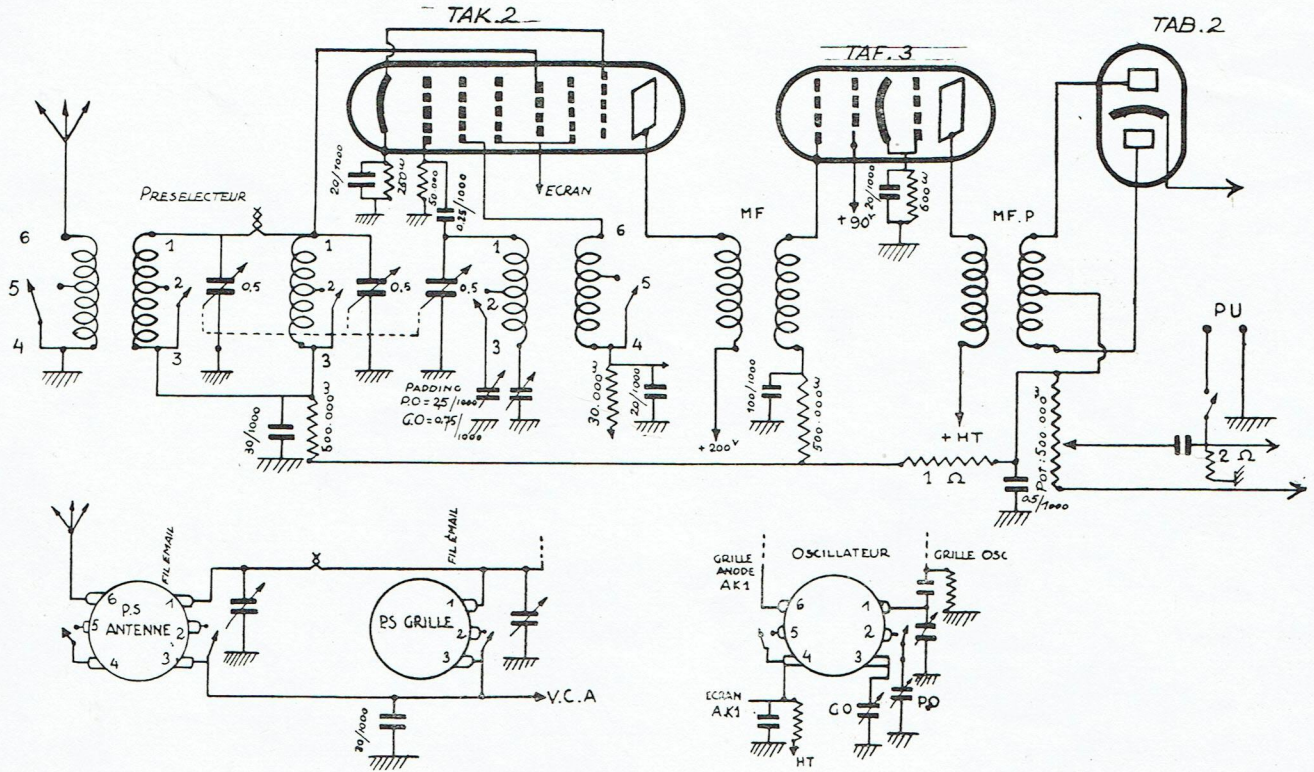 TAK.2
TAF.3
TAB.2
PRÉSELECTEUR
20/1000
250ω
50.000
0,25/1000
ECRAN
+90v
20/1000
600ω
MF
MF.P
6
5
4
1
2
3
0,5
1
2
3
0,5
0,5
1
2
3
6
5
4
PU
PADDING
P.O = 2,5/1000
G.O = 0,75/1000
30.000ω
20/1000
+200v
100/1000
500.000ω
+HT
30/1000
500.000ω
1 Ω
0,5/1000
POT: 500.000ω
2 Ω
FIL EMAIL
FIL ÉMAIL
P.S
ANTENNE
6
5
4
1
2
3
PS GRILLE
1
2
3
V.C.A
30/1000
GRILLE
ANODE
AK1
OSCILLATEUR
GRILLE OSC
6
5
4
1
2
3
ECRAN
AK1
HT
GO
P.O